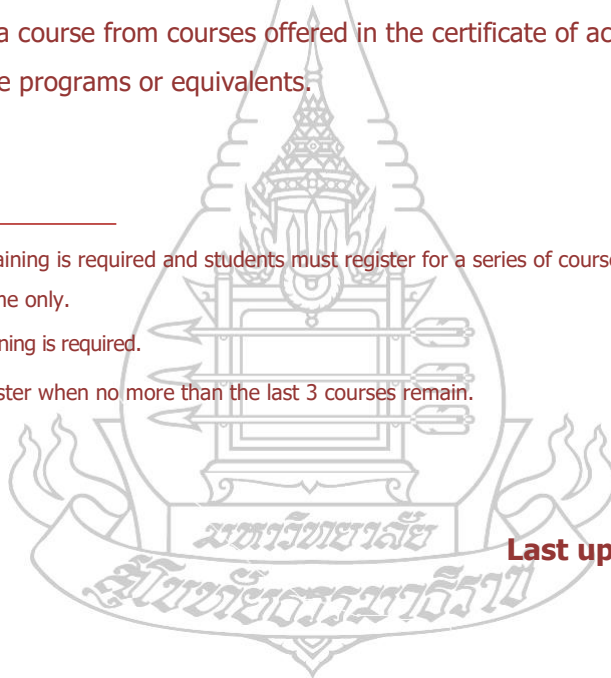 a course from courses offered in the certificate of ac
e programs or equivalents.
aining is required and students must register for a series of course
ne only.
ning is required.
ster when no more than the last 3 courses remain.
มหาวิทยาลัย
Last up
สุโขทัยธรรมาธิราช